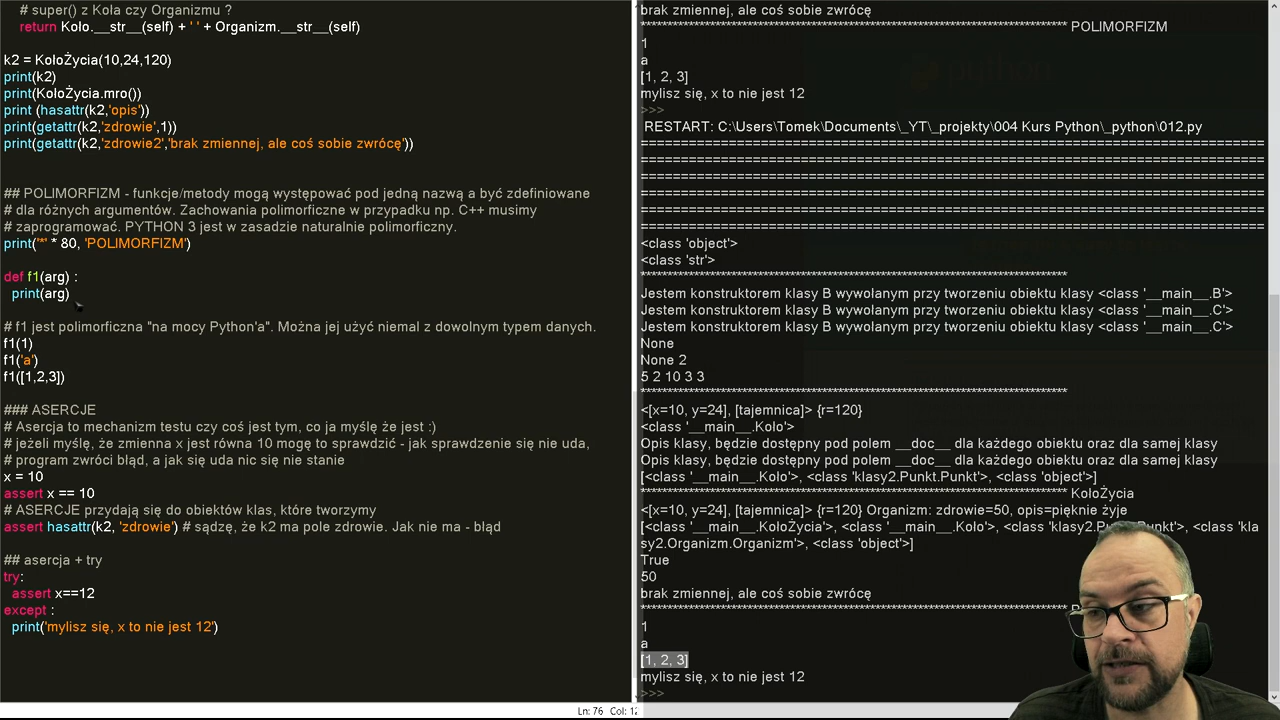 # super() z Kola czy Organizmu ?
return Koło.__str__(self) + ' ' + Organizm.__str__(self)
k2 = KołoŻycia(10,24,120)
print(k2)
print(KołoŻycia.mro())
print (hasattr(k2,'opis'))
print(getattr(k2,'zdrowie',1))
print(getattr(k2,'zdrowie2','brak zmiennej, ale coś sobie zwrócę'))
## POLIMORFIZM - funkcje/metody mogą występować pod jedną nazwą a być zdefiniowane
# dla różnych argumentów. Zachowania polimorficzne w przypadku np. C++ musimy
# zaprogramować. PYTHON 3 jest w zasadzie naturalnie polimorficzny.
print('*' * 80, 'POLIMORFIZM')
def f1(arg) :
print(arg)
# f1 jest polimorficzna "na mocy Python'a". Można jej użyć niemal z dowolnym typem danych.
f1(1)
f1('a')
f1([1,2,3])
### ASERCJE
# Asercja to mechanizm testu czy coś jest tym, co ja myślę że jest :)
# jeżeli myślę, że zmienna x jest równa 10 mogę to sprawdzić - jak sprawdzenie się nie uda,
# program zwróci błąd, a jak się uda nic się nie stanie
x = 10
assert x == 10
# ASERCJE przydają się do obiektów klas, które tworzymy
assert hasattr(k2, 'zdrowie') # sądzę, że k2 ma pole zdrowie. Jak nie ma - błąd
## asercja + try
try:
assert x==12
except :
print('mylisz się, x to nie jest 12')
Ln: 76 Col: 12
brak zmiennej, ale coś sobie zwrócę
******************************************************************************** POLIMORFIZM
1
a
[1, 2, 3]
mylisz się, x to nie jest 12
>>>
RESTART: C:\Users\Tomek\Documents\_YT\_projekty\004 Kurs Python\_python\012.py
<class 'object'>
<class 'str'>
********************************************************************************
Jestem konstruktorem klasy B wywołanym przy tworzeniu obiektu klasy <class '__main__.B'>
Jestem konstruktorem klasy B wywołanym przy tworzeniu obiektu klasy <class '__main__.C'>
Jestem konstruktorem klasy B wywołanym przy tworzeniu obiektu klasy <class '__main__.C'>
None
None 2
5 2 10 3 3
********************************************************************************
<[x=10, y=24], [tajemnica]> {r=120}
<class '__main__.Koło'>
Opis klasy, będzie dostępny pod polem __doc__ dla każdego obiektu oraz dla samej klasy
Opis klasy, będzie dostępny pod polem __doc__ dla każdego obiektu oraz dla samej klasy
[<class '__main__.Koło'>, <class 'klasy2.Punkt.Punkt'>, <class 'object'>]
******************************************************************************** KołoŻycia
<[x=10, y=24], [tajemnica]> {r=120} Organizm: zdrowie=50, opis=pięknie żyje
[<class '__main__.KołoŻycia'>, <class '__main__.Koło'>, <class 'klasy2.Punkt.Punkt'>, <class 'kla
sy2.Organizm.Organizm'>, <class 'object'>]
True
50
brak zmiennej, ale coś sobie zwrócę
********************************************************************************
1
a
[1, 2, 3]
mylisz się, x to nie jest 12
>>>